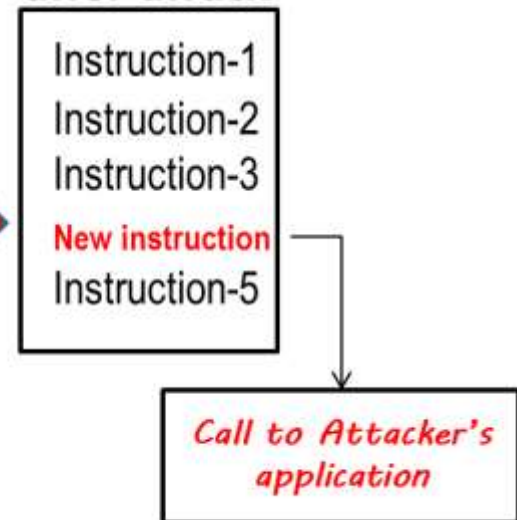 Instruction-1
Instruction-2
Instruction-3
New instruction
Instruction-5
Call to Attacker's
application